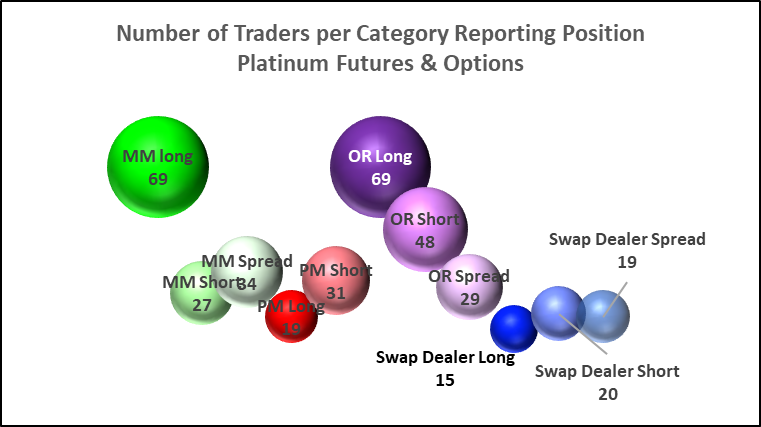 Number of Traders per Category Reporting Position
Platinum Futures & Options
MM long
69
OR Long
69
OR Short
48
Swap Dealer Spread
19
MM Spread
34
MM Short
27
PM Short
31
PM Long
19
OR Spread
29
Swap Dealer Long
15
Swap Dealer Short
20